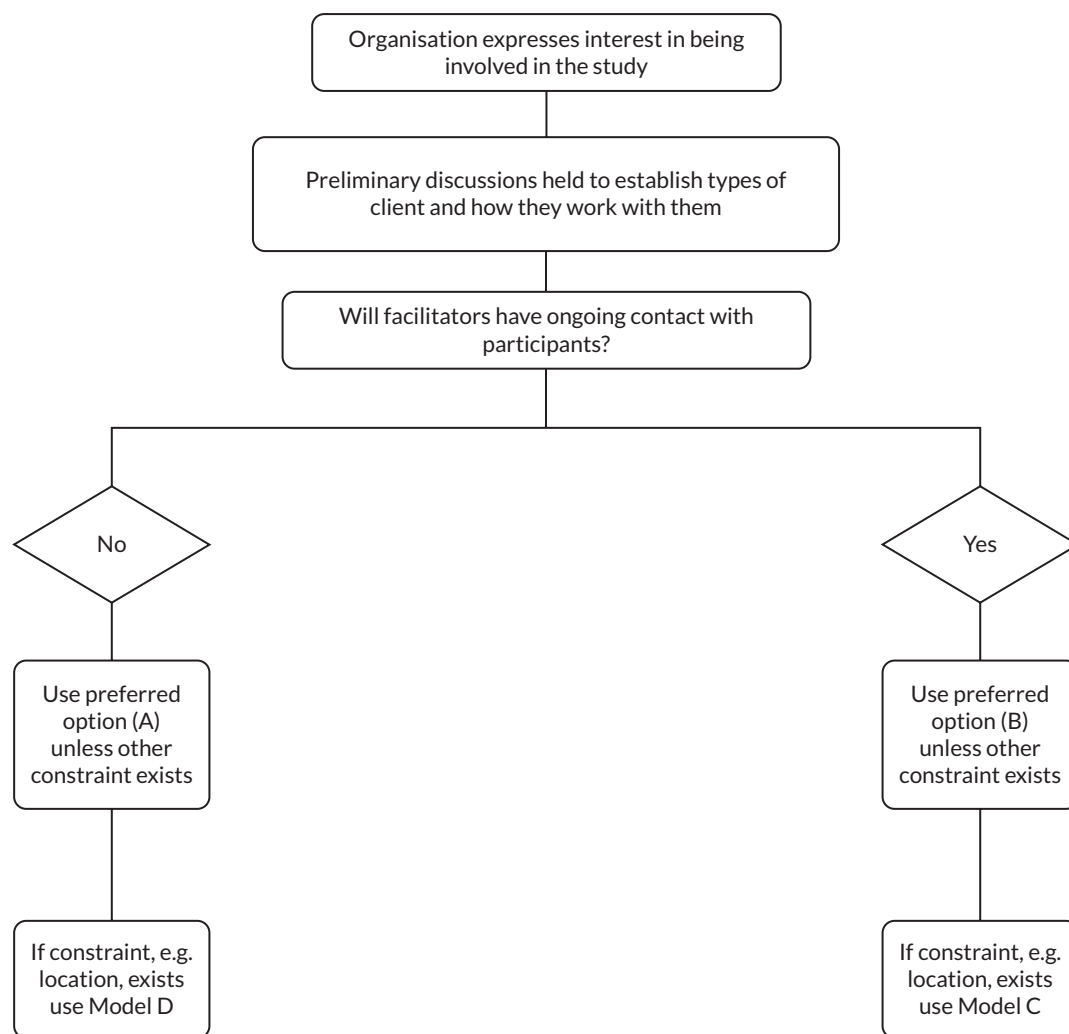 Organisation expresses interest in being
involved in the study
Preliminary discussions held to establish types of
client and how they work with them
Will facilitators have ongoing contact with
participants?
No
Yes
Use preferred
option (A)
unless other
constraint exists
Use preferred
option (B)
unless other
constraint exists
If constraint, e.g.
location, exists
use Model D
If constraint, e.g.
location, exists
use Model C